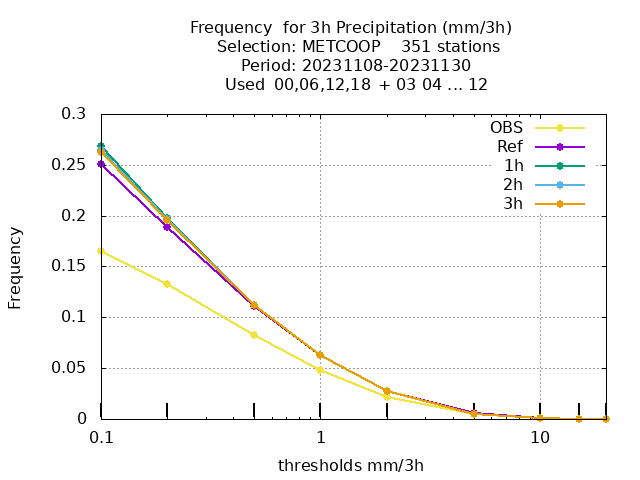 Frequency  for 3h Precipitation (mm/3h)
Selection: METCOOP    351 stations
Period: 20231108-20231130
Used  00,06,12,18  + 03 04 ... 12
0.3
0.25
0.2
0.15
0.1
0.05
0
Frequency
OBS
Ref
1h
2h
3h
0.1
1
10
thresholds mm/3h